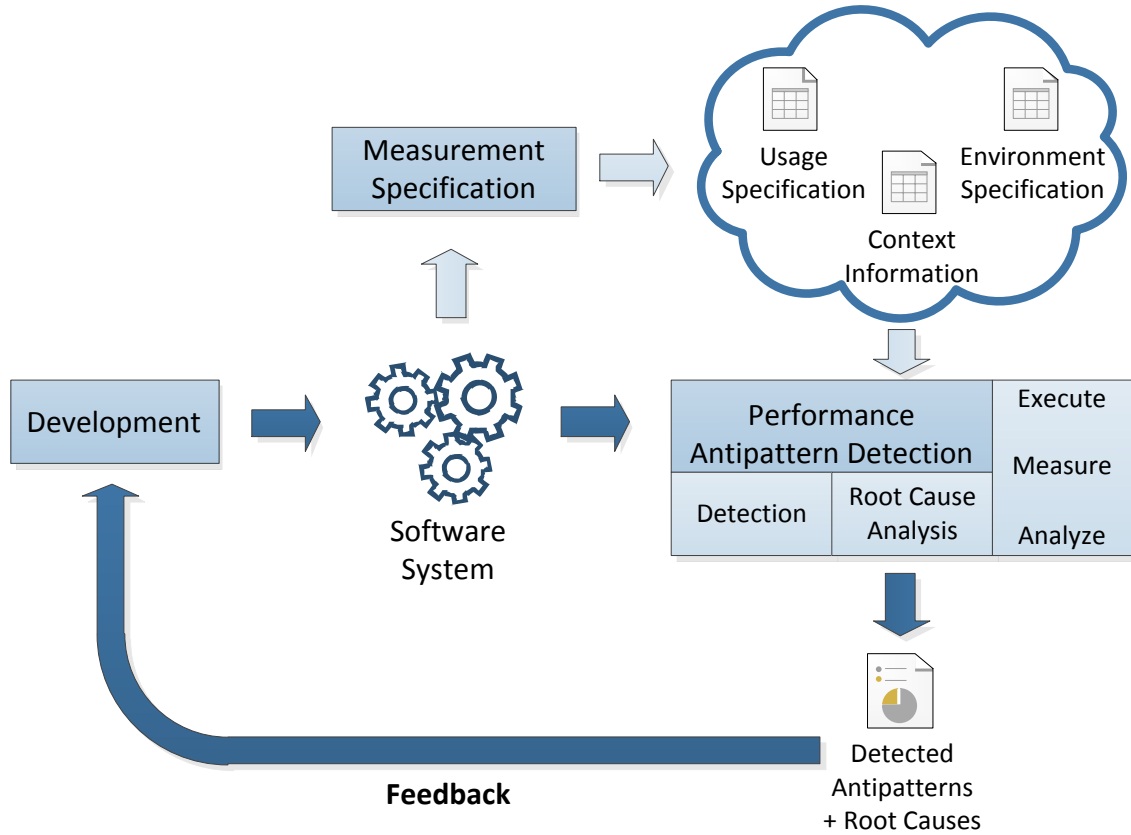 Measurement
Specification
Usage
Specification
Environment
Specification
Context
Information
Development
Software
System
Performance
Antipattern Detection
Detection
Root Cause
Analysis
Execute
Measure
Analyze
Detected
Antipatterns
+ Root Causes
Feedback